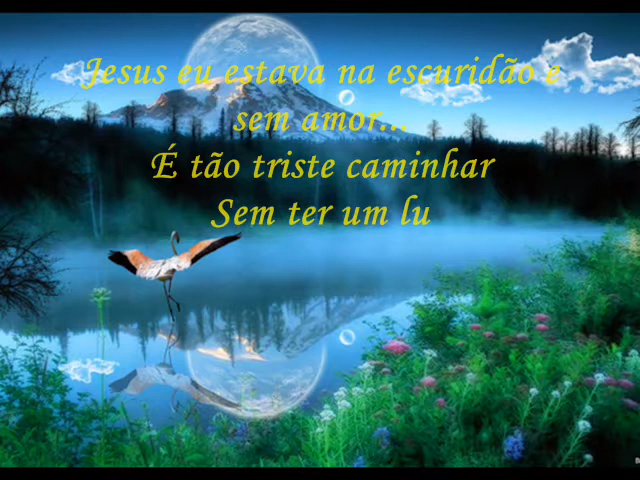 Jesus eu estava na escuridão e
sem amor...
É tão triste caminhar
Sem ter um lu